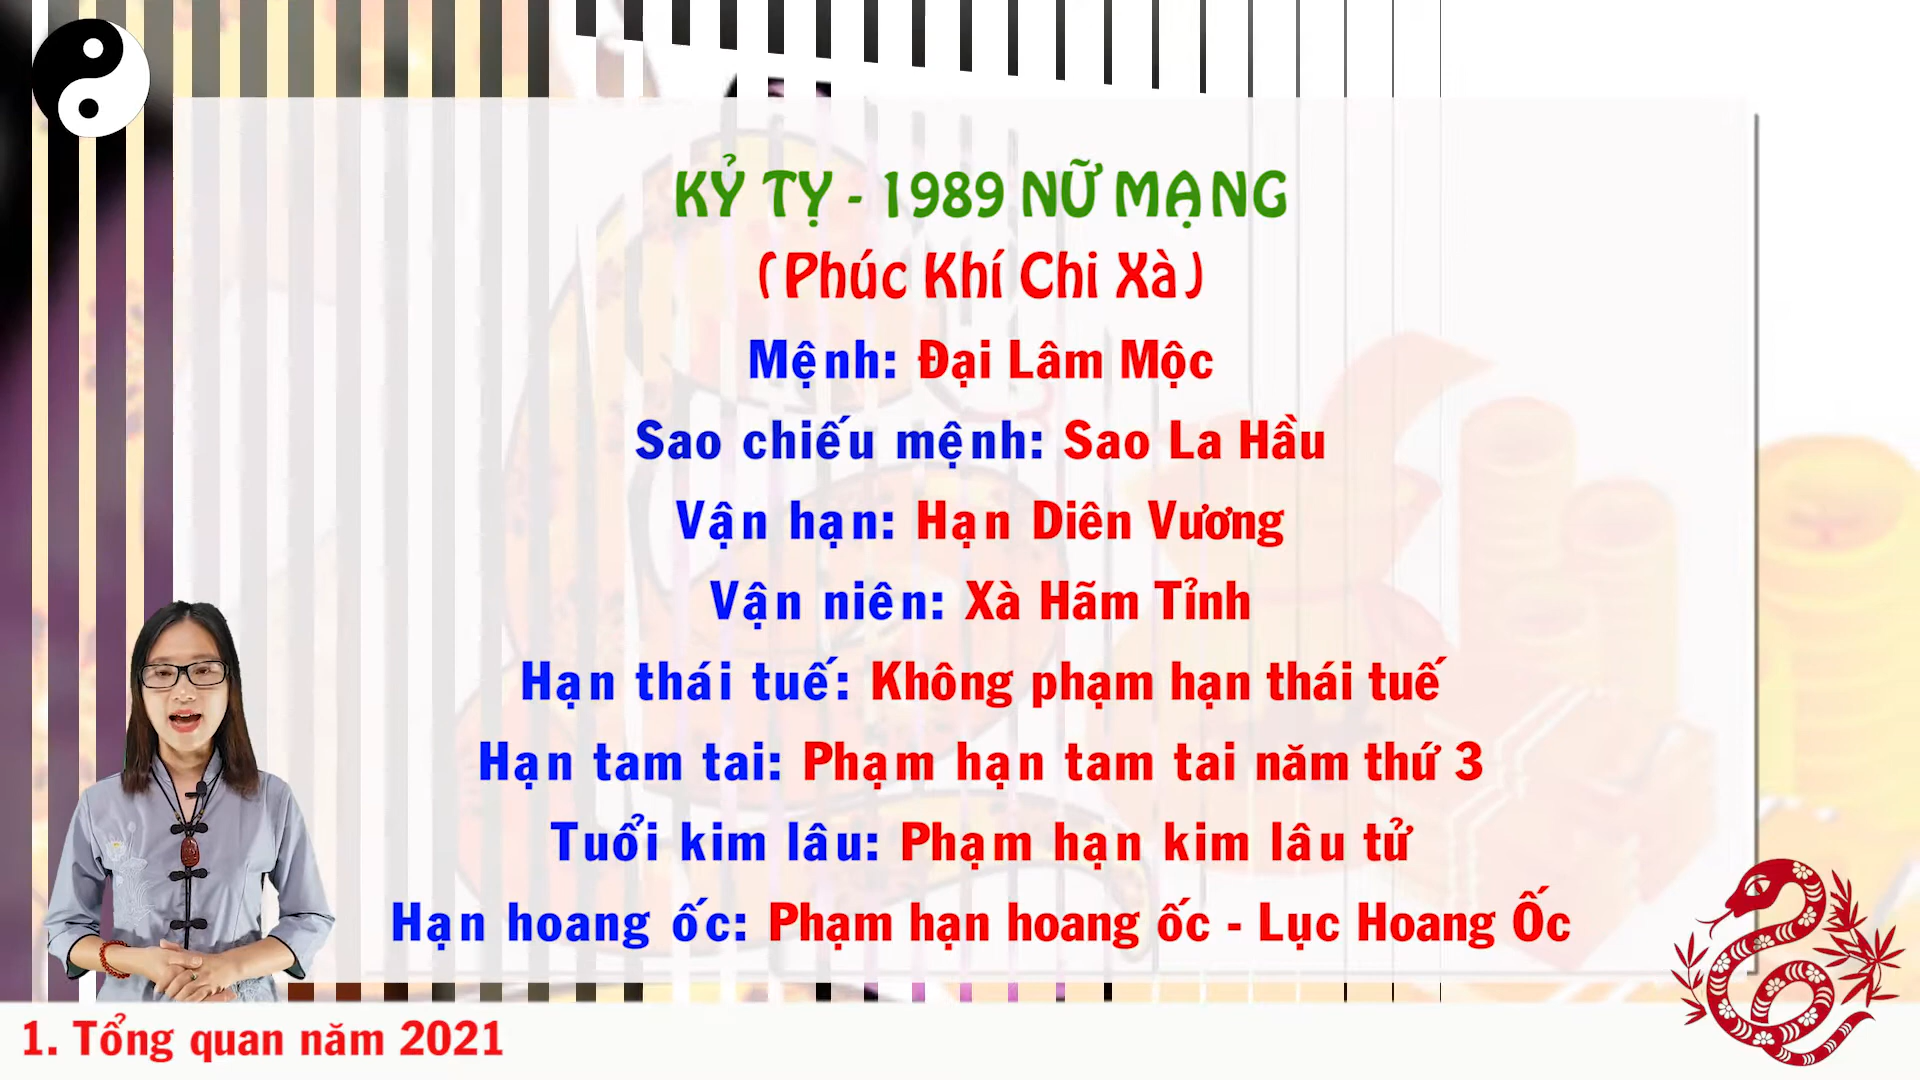 KỶ TỴ - 1989 NỮ MẠNG
(Phúc Khí Chi Xà)
Mệnh: Đại Lâm Mộc
Sao chiếu mệnh: Sao La Hầu
Vận hạn: Hạn Diên Vương
Vận niên: Xà Hãm Tỉnh
Hạn thái tuế: Không phạm hạn thái tuế
Hạn tam tai: Phạm hạn tam tai năm thứ 3
Tuổi kim lâu: Phạm hạn kim lâu tử
Hạn hoang ốc: Phạm hạn hoang ốc - Lục Hoang Ốc
1. Tổng quan năm 2021